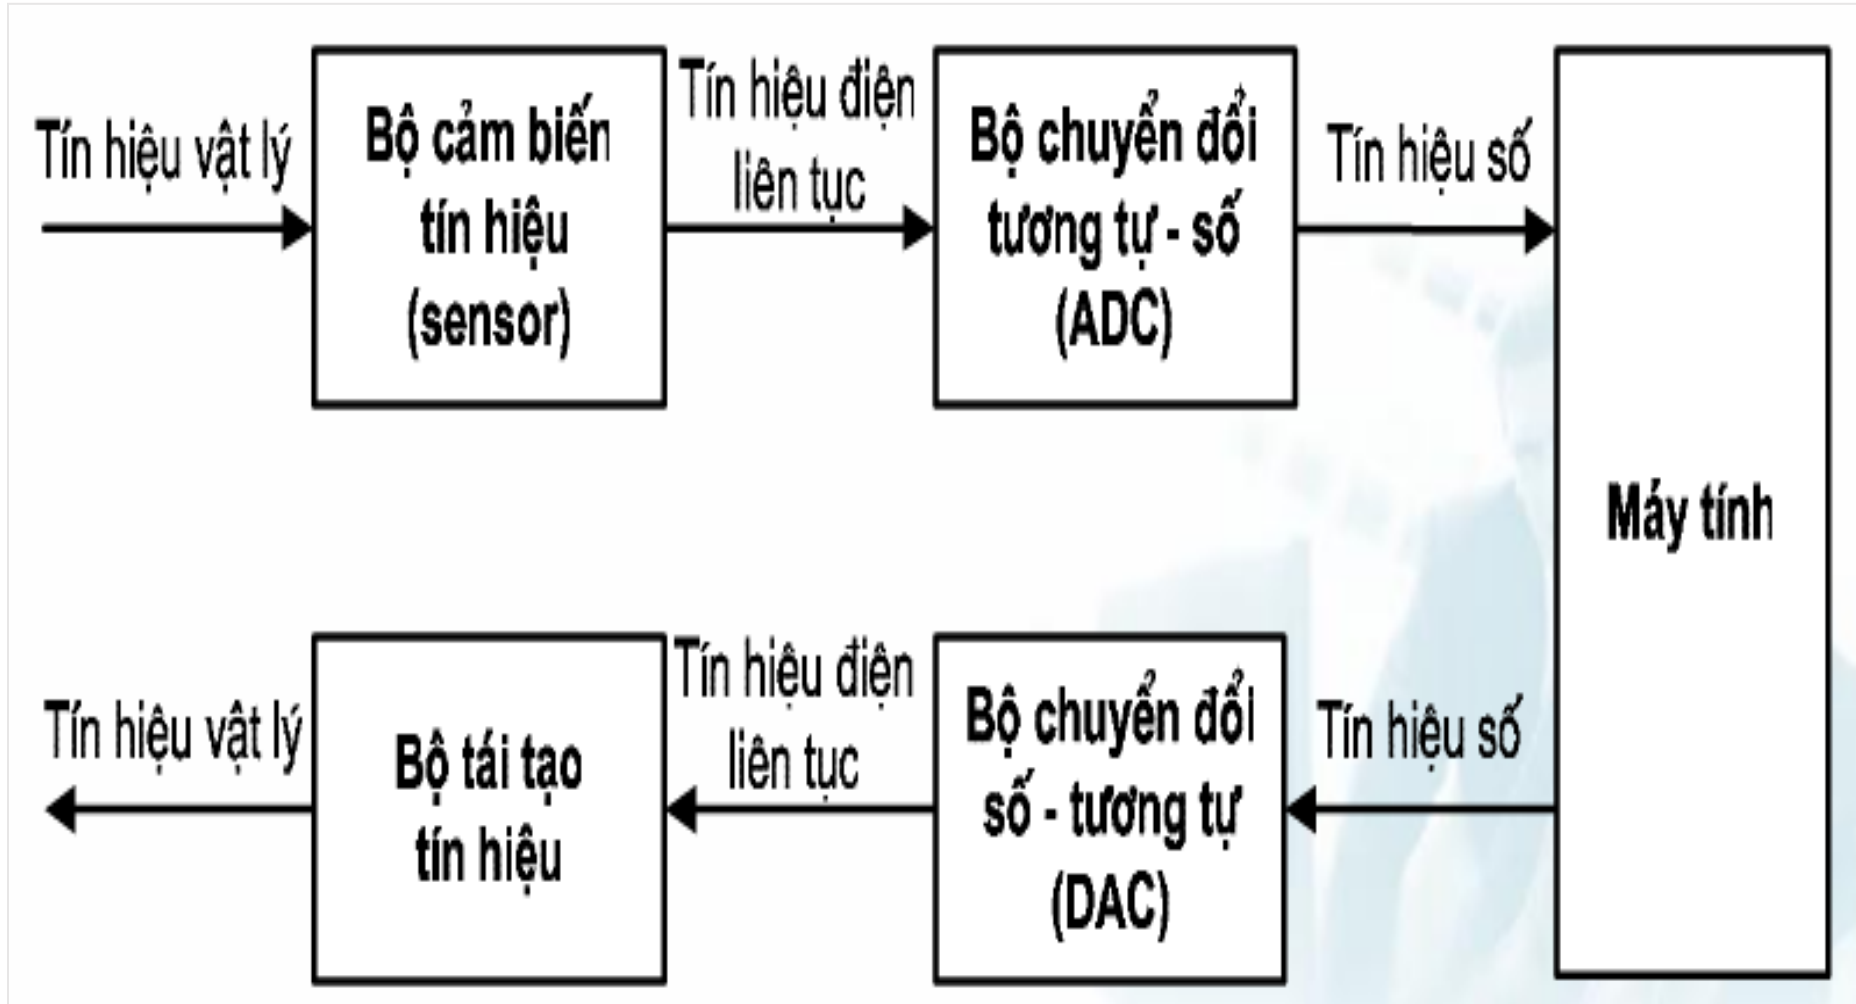 Tín hiệu vật lý
Bộ cảm biến
tín hiệu
(sensor)
Tín hiệu điện
liên tục
Bộ chuyển đổi
tương tự - số
(ADC)
Tín hiệu số
Máy tính
Tín hiệu số
Bộ chuyển đổi
số - tương tự
(DAC)
Tín hiệu điện
liên tục
Bộ tái tạo
tín hiệu
Tín hiệu vật lý